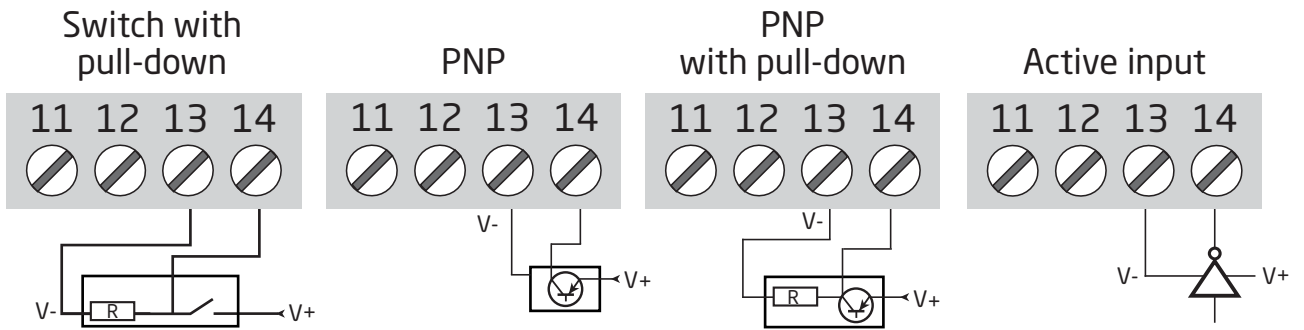 Switch with
pull-down
PNP
PNP
with pull-down
Active input
11 12 13 14
11 12 13 14
11 12 13 14
11 12 13 14
V-
R
V+
V-
V+
V-
R
V+
V-
V+